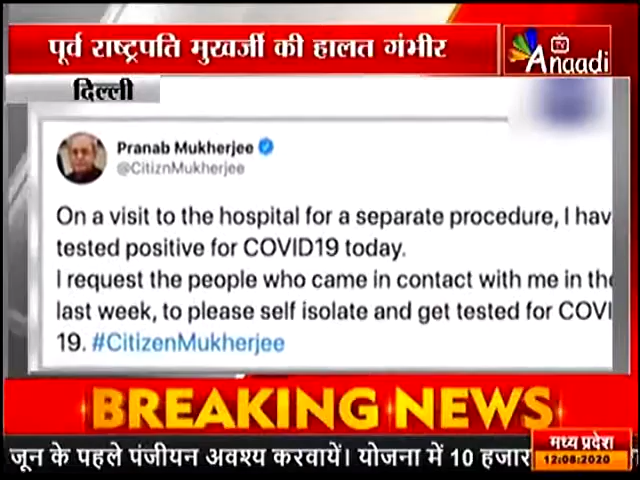 पूर्व राष्ट्रपति मुखर्जी की हालत गंभीर
TV
Anaadi
दिल्ली
Pranab Mukherjee
@CitiznMukherjee
On a visit to the hospital for a separate procedure, I hav
tested positive for COVID19 today.
I request the people who came in contact with me in the
last week, to please self isolate and get tested for COVI
19. #CitizenMukherjee
BREAKING NEWS
जून के पहले पंजीयन अवश्य करवायें। योजना में 10 हजार
मध्य प्रदेश
12:08:2020